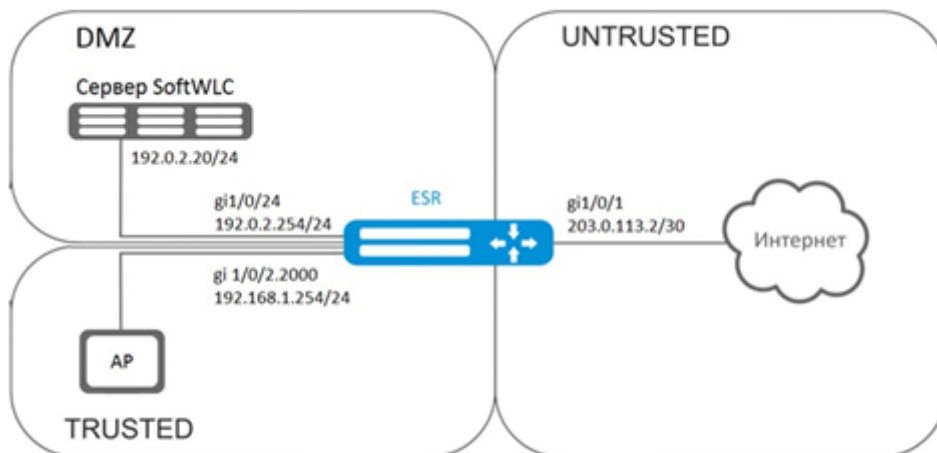 DMZ
UNTRUSTED
Сервер SoftWLC
192.0.2.20/24
gi1/0/24
192.0.2.254/24
ESR
gi1/0/1
203.0.113.2/30
Интернет
gi 1/0/2.2000
192.168.1.254/24
AP
TRUSTED